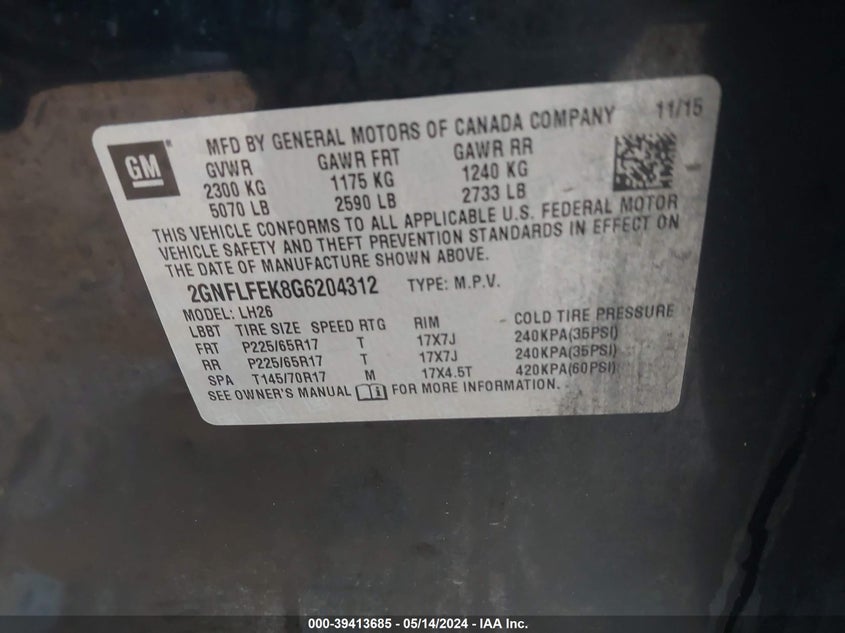 MFD BY GENERAL MOTORS OF CANADA COMPANY 11/15
GM
GVWR GAWR FRT GAWR RR
2300 KG 1175 KG 1240 KG
5070 LB 2590 LB 2733 LB
THIS VEHICLE CONFORMS TO ALL APPLICABLE U.S. FEDERAL MOTOR
VEHICLE SAFETY AND THEFT PREVENTION STANDARDS IN EFFECT ON
THE DATE OF MANUFACTURE SHOWN ABOVE.
2GNFLFEK8G6204312 TYPE: M.P.V.
MODEL: LH26
LBBT TIRE SIZE SPEED RTG RIM COLD TIRE PRESSURE
FRT P225/65R17 T 17X7J 240KPA(35PSI)
RR P225/65R17 T 17X7J 240KPA(35PSI)
SPA T145/70R17 M 17X4.5T 420KPA(60PSI)
SEE OWNER'S MANUAL FOR MORE INFORMATION.
000-39413685 - 05/14/2024 - IAA Inc.